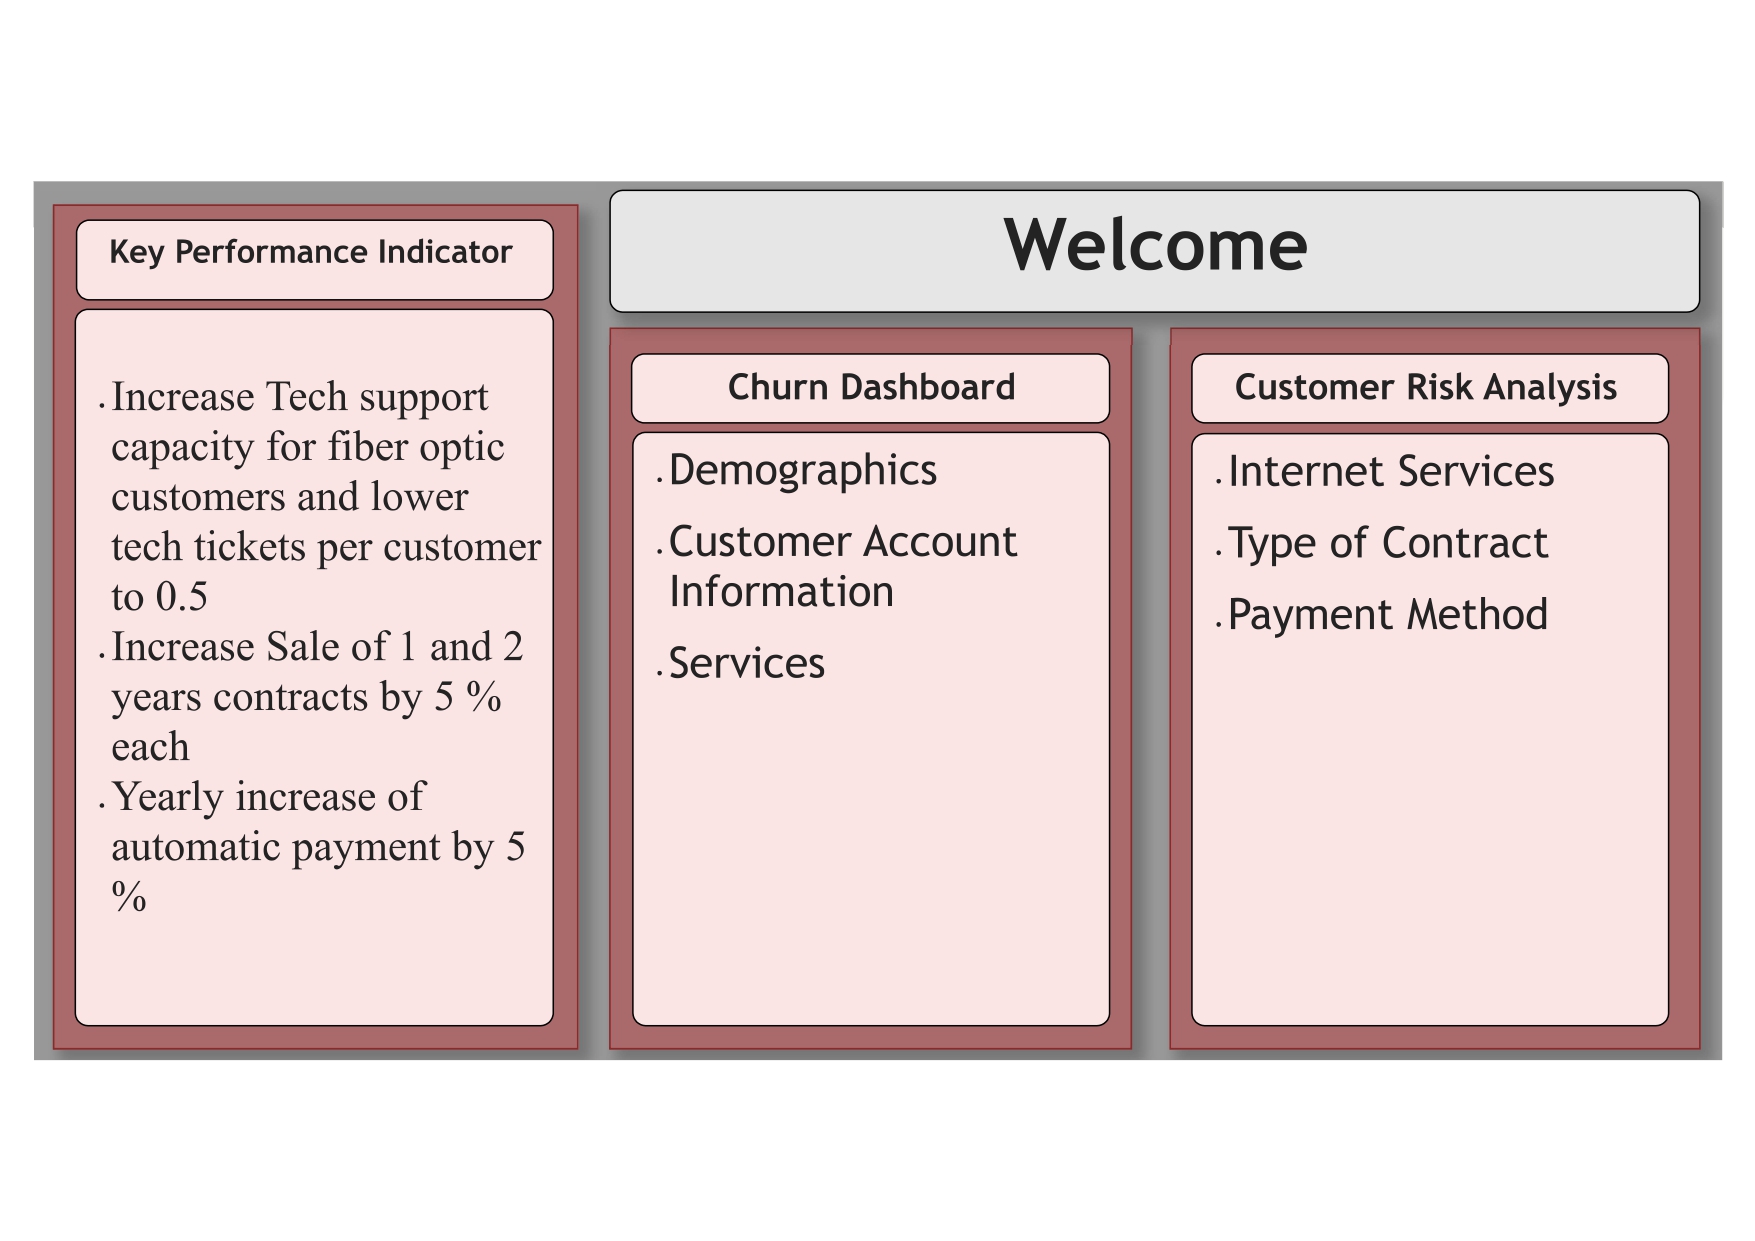 Key Performance Indicator
.Increase Tech support
capacity for fiber optic
customers and lower
tech tickets per customer
to 0.5
.Increase Sale of 1 and 2
years contracts by 5 %
each
.Yearly increase of
automatic payment by 5
%
Welcome
Churn Dashboard
.Demographics
.Customer Account
Information
.Services
Customer Risk Analysis
.Internet Services
.Type of Contract
.Payment Method